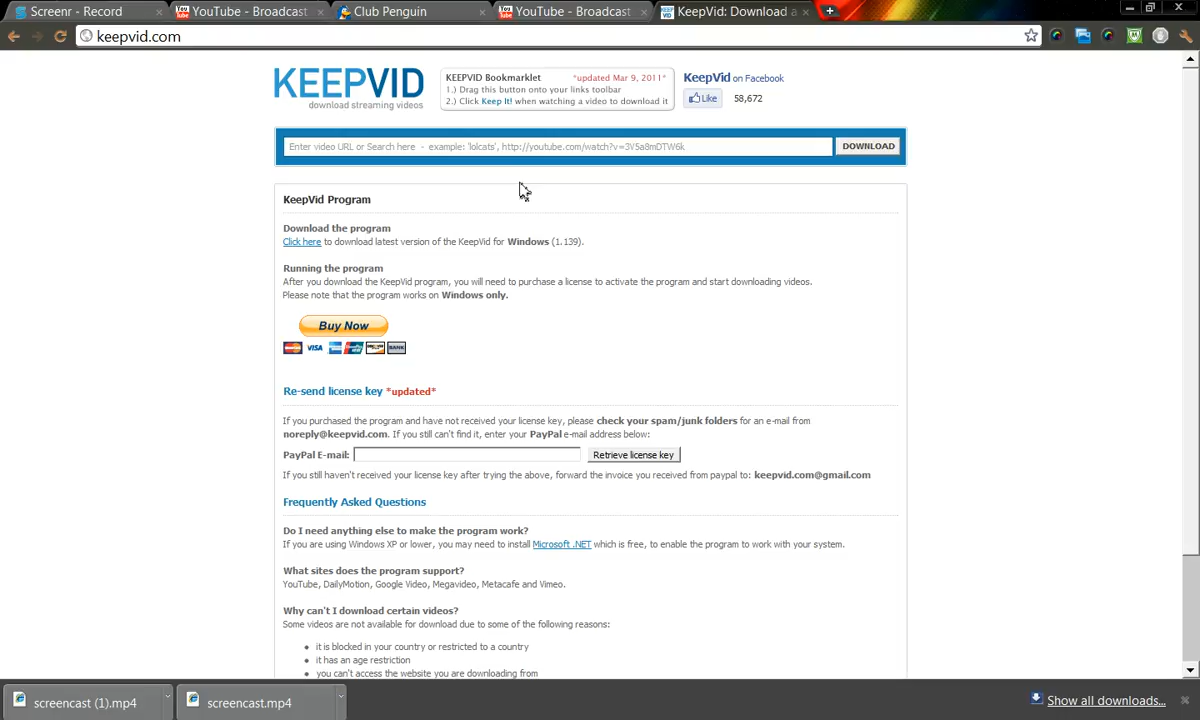 Screenr - Record
YouTube - Broadcast
Club Penguin
YouTube - Broadcast
KeepVid: Download a
keepvid.com
KEEPVID
download streaming videos
KEEPVID Bookmarklet *updated Mar 9, 2011*
1.) Drag this button onto your links toolbar
2.) Click Keep It! when watching a video to download it
KeepVid on Facebook
Like 58,672
Enter video URL or Search here - example: 'lolcats', http://youtube.com/watch?v=3V5a8mDTW6k
DOWNLOAD
KeepVid Program
Download the program
Click here to download latest version of the KeepVid for Windows (1.139).
Running the program
After you download the KeepVid program, you will need to purchase a license to activate the program and start downloading videos.
Please note that the program works on Windows only.
Buy Now
VISA
BANK
Re-send license key *updated*
If you purchased the program and have not received your license key, please check your spam/junk folders for an e-mail from
noreply@keepvid.com. If you still can't find it, enter your PayPal e-mail address below:
PayPal E-mail:
Retrieve license key
If you still haven't received your license key after trying the above, forward the invoice you received from paypal to: keepvid.com@gmail.com
Frequently Asked Questions
Do I need anything else to make the program work?
If you are using Windows XP or lower, you may need to install Microsoft .NET which is free, to enable the program to work with your system.
What sites does the program support?
YouTube, DailyMotion, Google Video, Megavideo, Metacafe and Vimeo.
Why can't I download certain videos?
Some videos are not available for download due to some of the following reasons:
• it is blocked in your country or restricted to a country
• it has an age restriction
• you can't access the website you are downloading from
screencast (1).mp4
screencast.mp4
Show all downloads...